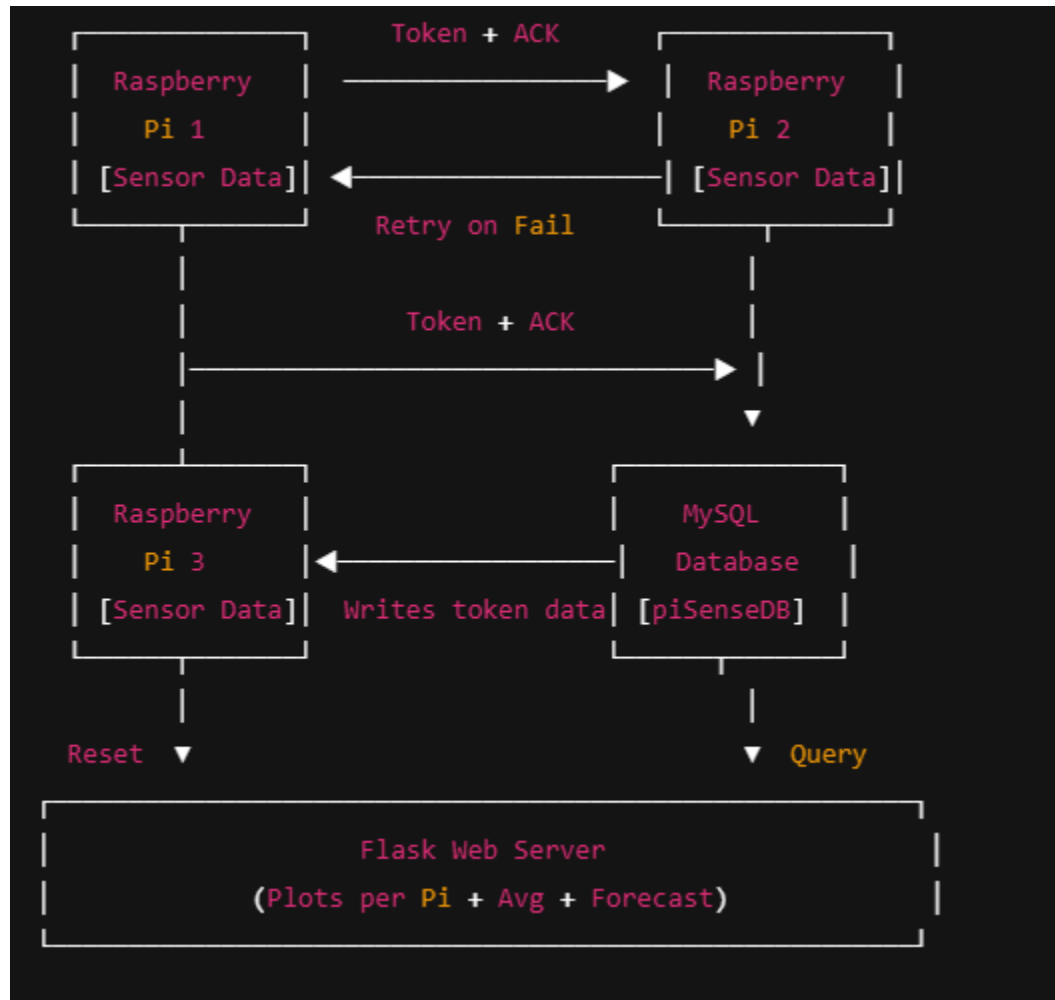 Token + ACK
Raspberry Raspberry
Pi 1 Pi 2
[Sensor Data] [Sensor Data]
Retry on Fail
Token + ACK
Raspberry MySQL
Pi 3 Database
[Sensor Data] Writes token data [piSenseDB]
Reset Query
Flask Web Server
(Plots per Pi + Avg + Forecast)